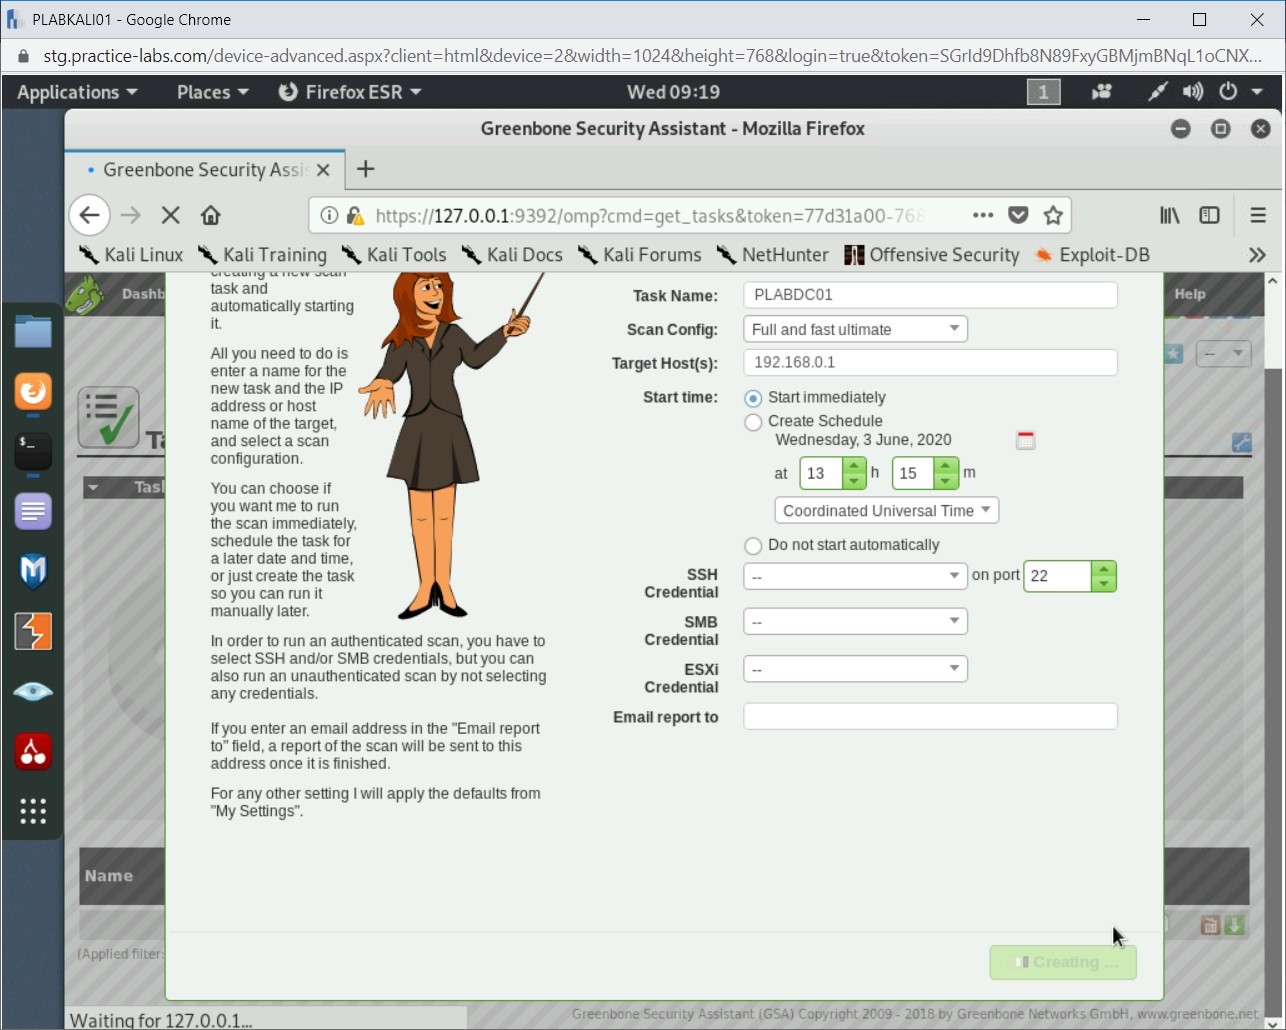 PLABKALI01 - Google Chrome
stg.practice-labs.com/device-advanced.aspx?client=html&device=2&width=1024&height=768&login=true&token=SGrId9Dhfb8N89FxyGBMjmBNqL1oCNX...
Applications Places Firefox ESR Wed 09:19 1
Greenbone Security Assistant - Mozilla Firefox
Greenbone Security Assis
https://127.0.0.1:9392/omp?cmd=get_tasks&token=77d31a00-768
Kali Linux Kali Training Kali Tools Kali Docs Kali Forums NetHunter Offensive Security Exploit-DB
Dashb Help
creating a new scan
task and
automatically starting
it.
All you need to do is
enter a name for the
new task and the IP
address or host
name of the target,
and select a scan
configuration.
You can choose if
you want me to run
the scan immediately,
schedule the task for
a later date and time,
or just create the task
so you can run it
manually later.
In order to run an authenticated scan, you have to
select SSH and/or SMB credentials, but you can
also run an unauthenticated scan by not selecting
any credentials.
If you enter an email address in the "Email report
to" field, a report of the scan will be sent to this
address once it is finished.
For any other setting I will apply the defaults from
"My Settings".
Task Name: PLABDC01
Scan Config: Full and fast ultimate
Target Host(s): 192.168.0.1
Start time: Start immediately
Create Schedule
Wednesday, 3 June, 2020
at 13 h 15 m
Coordinated Universal Time
Do not start automatically
SSH Credential -- on port 22
SMB Credential --
ESXi Credential --
Email report to
Creating ...
--
Ta
Tasl
Name
(Applied filter:
Greenbone Security Assistant (GSA) Copyright 2009 - 2018 by Greenbone Networks GmbH, www.greenbone.net
Waiting for 127.0.0.1...